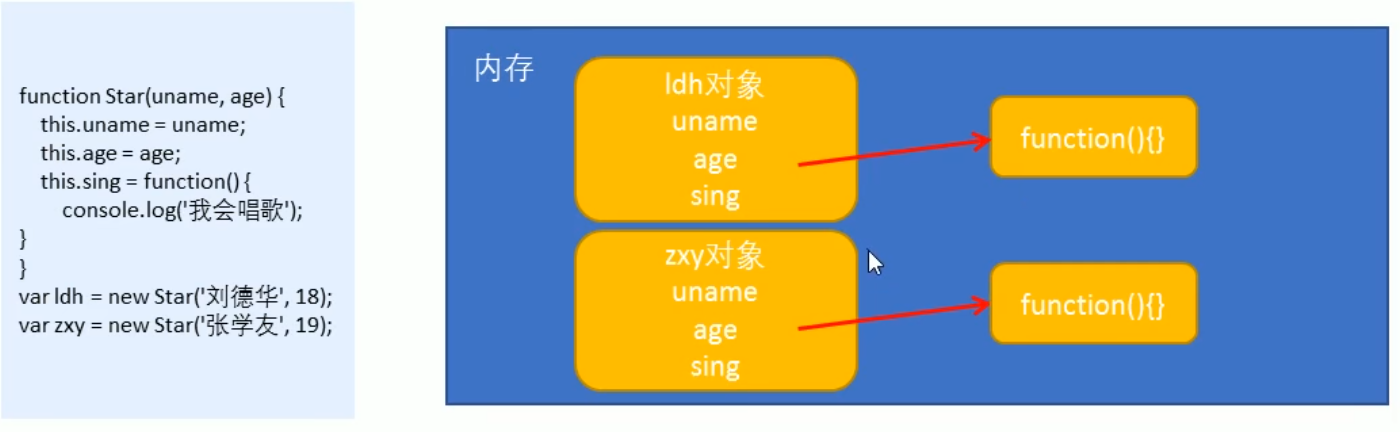 function Star(uname, age) {
this.uname = uname;
this.age = age;
this.sing = function() {
console.log('我会唱歌');
}
}
var ldh = new Star('刘德华', 18);
var zxy = new Star('张学友', 19);
内存
ldh对象
uname
age
sing
function(){}
zxy对象
uname
age
sing
function(){}